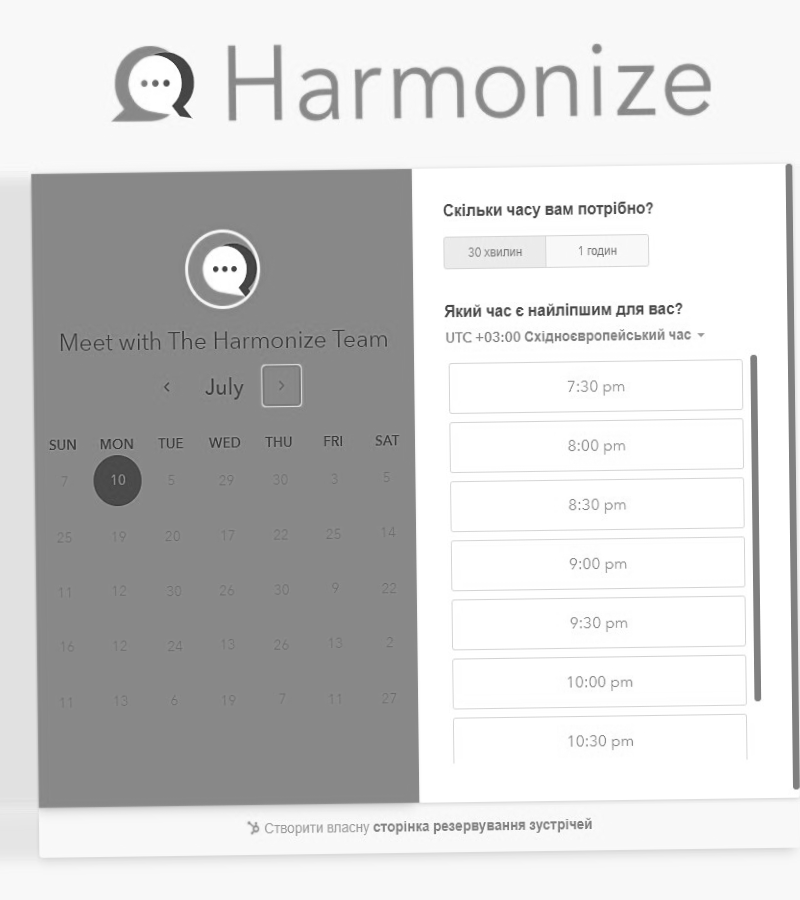 Harmonize
Meet with The Harmonize Team
July
SUN MON TUE WED THU FRI SAT
7 10 5 29 30 3 5
25 19 20 17 22 25 14
11 12 30 26 30 9 22
16 12 24 13 26 13 2
11 13 6 19 7 11 27
Скільки часу вам потрібно?
30 хвилин 1 годин
Який час є найліпшим для вас?
UTC +03:00 Східноєвропейський час
7:30 pm
8:00 pm
8:30 pm
9:00 pm
9:30 pm
10:00 pm
10:30 pm
Створити власну сторінка резервування зустрічей